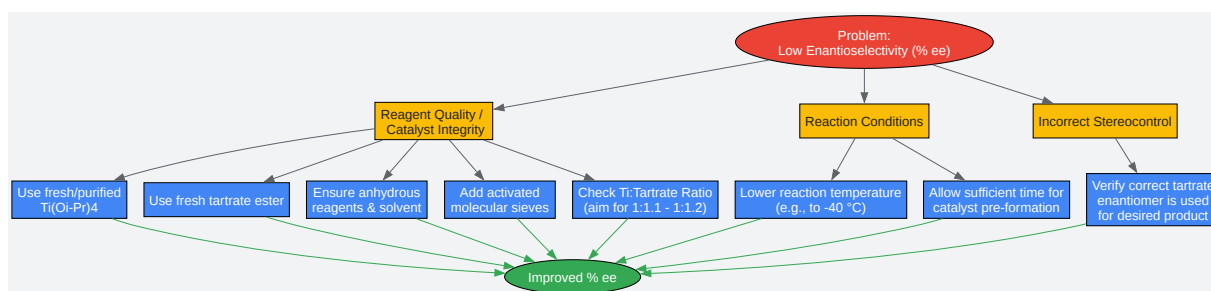 Problem:
Low Enantioselectivity (% ee)
Reagent Quality /
Catalyst Integrity
Reaction Conditions
Incorrect Stereocontrol
Use fresh/purified
Ti(Oi-Pr)4
Use fresh tartrate ester
Ensure anhydrous
reagents & solvent
Add activated
molecular sieves
Check Ti:Tartrate Ratio
(aim for 1:1.1 - 1:1.2)
Lower reaction temperature
(e.g., to -40 °C)
Allow sufficient time for
catalyst pre-formation
Verify correct tartrate
enantiomer is used
for desired product
Improved % ee